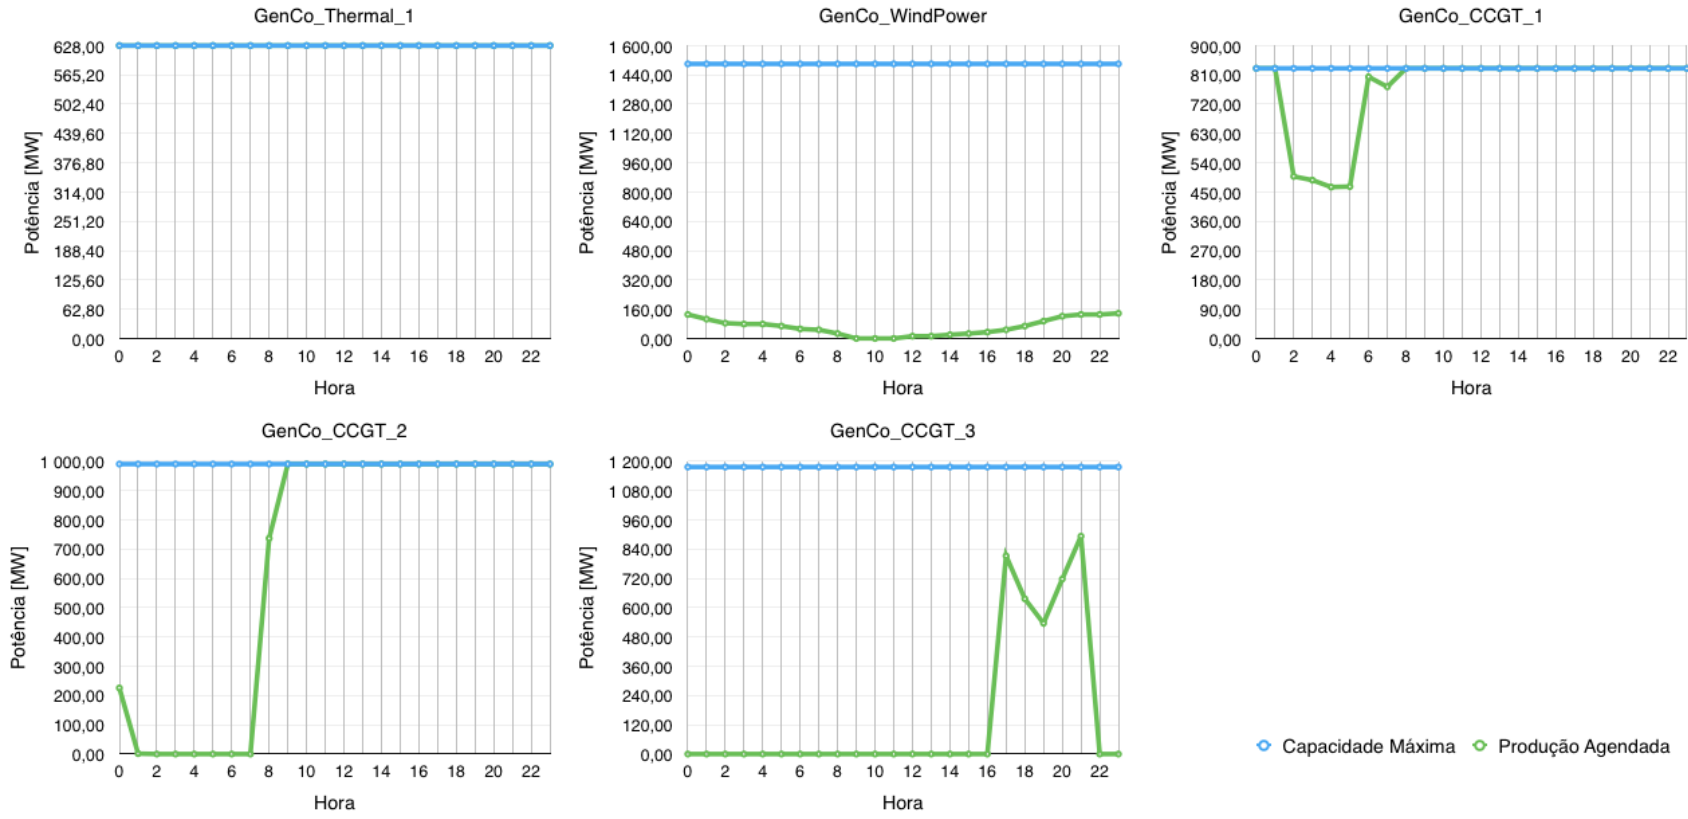 GenCo_Thermal_1
628,00
565,20
502,40
439,60
376,80
314,00
251,20
188,40
125,60
62,80
0,00
Potência [MW]
0 2 4 6 8 10 12 14 16 18 20 22
Hora
GenCo_WindPower
1 600,00
1 440,00
1 280,00
1 120,00
960,00
800,00
640,00
480,00
320,00
160,00
0,00
Potência [MW]
0 2 4 6 8 10 12 14 16 18 20 22
Hora
GenCo_CCGT_1
900,00
810,00
720,00
630,00
540,00
450,00
360,00
270,00
180,00
90,00
0,00
Potência [MW]
0 2 4 6 8 10 12 14 16 18 20 22
Hora
GenCo_CCGT_2
1 000,00
900,00
800,00
700,00
600,00
500,00
400,00
300,00
200,00
100,00
0,00
Potência [MW]
0 2 4 6 8 10 12 14 16 18 20 22
Hora
GenCo_CCGT_3
1 200,00
1 080,00
960,00
840,00
720,00
600,00
480,00
360,00
240,00
120,00
0,00
Potência [MW]
0 2 4 6 8 10 12 14 16 18 20 22
Hora
Capacidade Máxima Produção Agendada